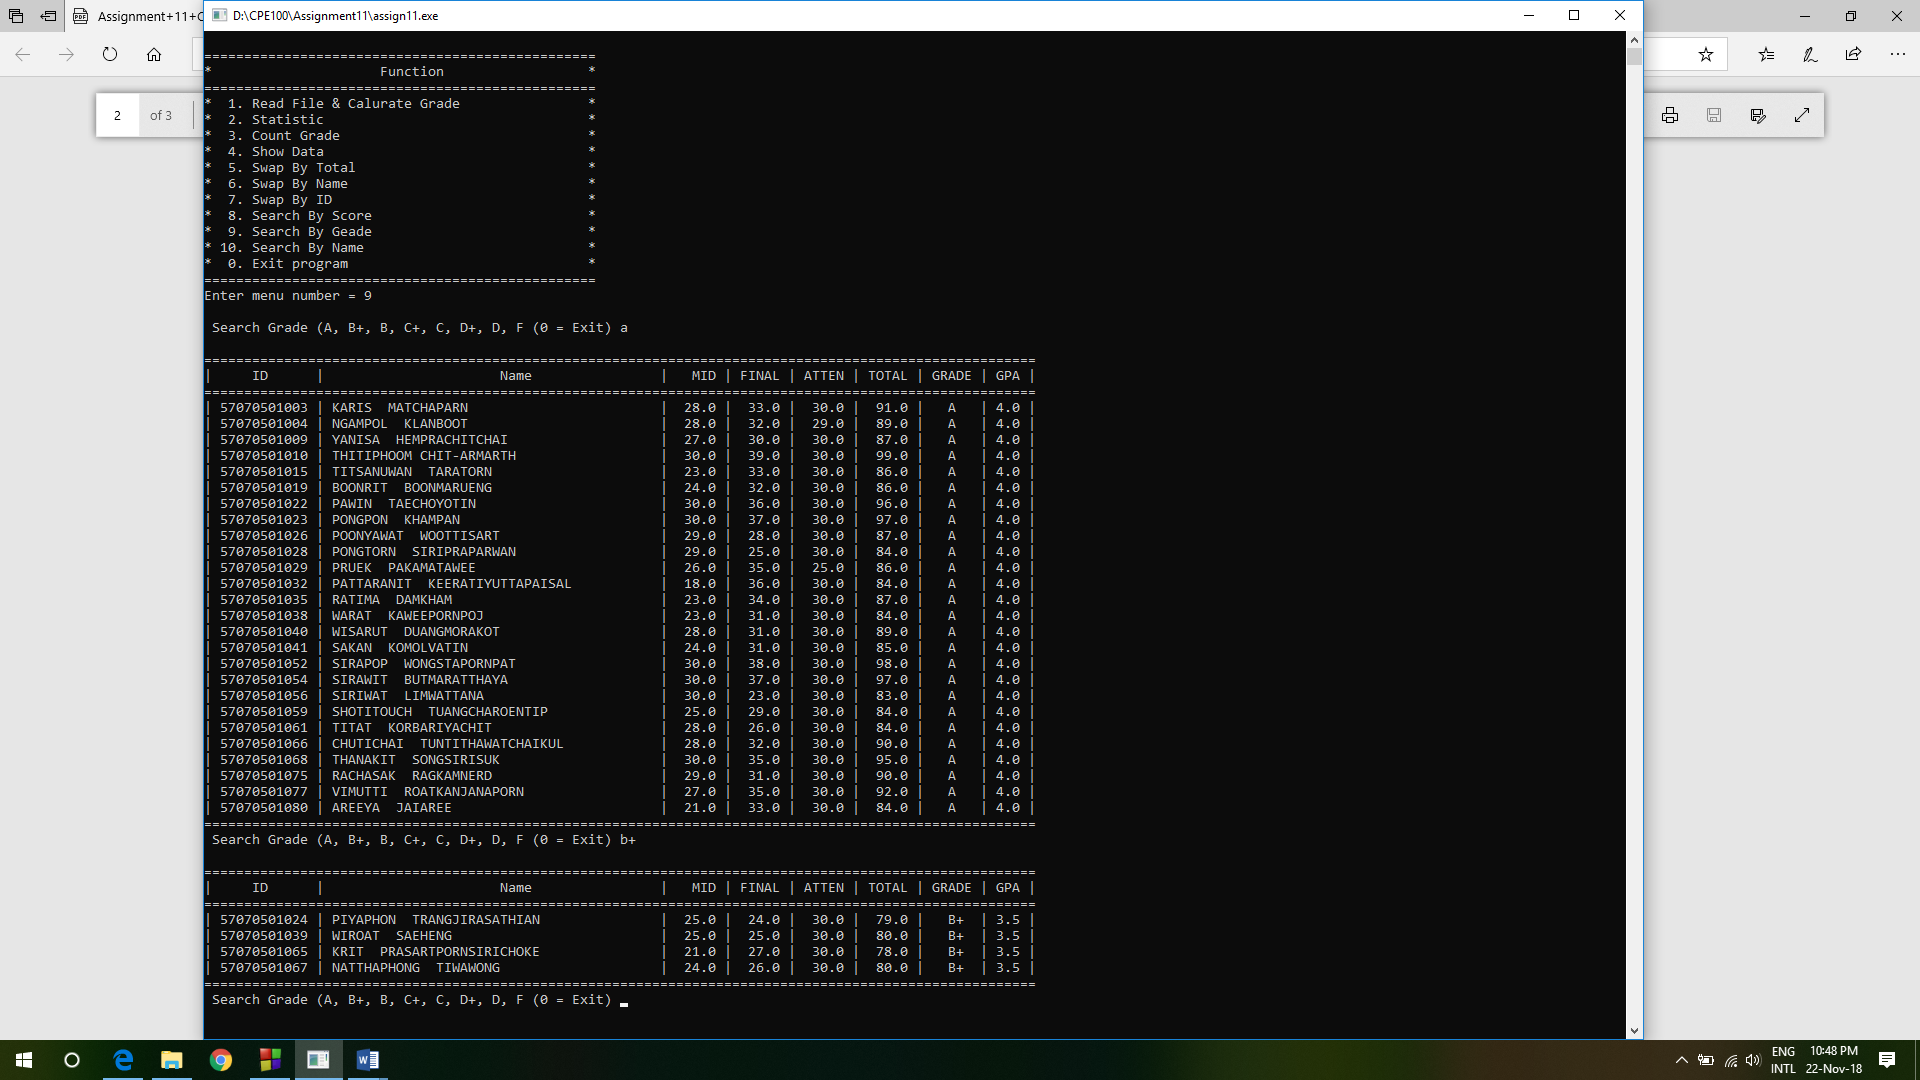 Assignment+11+C
D:\CPE100\Assignment11\assign11.exe
2 of 3
=================================================
* Function *
=================================================
* 1. Read File & Calurate Grade *
* 2. Statistic *
* 3. Count Grade *
* 4. Show Data *
* 5. Swap By Total *
* 6. Swap By Name *
* 7. Swap By ID *
* 8. Search By Score *
* 9. Search By Geade *
* 10. Search By Name *
* 0. Exit program *
=================================================
Enter menu number = 9
Search Grade (A, B+, B, C+, C, D+, D, F (0 = Exit) a
========================================================================================================
| ID | Name | MID | FINAL | ATTEN | TOTAL | GRADE | GPA |
========================================================================================================
| 57070501003 | KARIS MATCHAPARN | 28.0 | 33.0 | 30.0 | 91.0 | A | 4.0 |
| 57070501004 | NGAMPOL KLANBOOT | 28.0 | 32.0 | 29.0 | 89.0 | A | 4.0 |
| 57070501009 | YANISA HEMPRACHITCHAI | 27.0 | 30.0 | 30.0 | 87.0 | A | 4.0 |
| 57070501010 | THITIPHOOM CHIT-ARMARTH | 30.0 | 39.0 | 30.0 | 99.0 | A | 4.0 |
| 57070501015 | TITSANUWAN TARATORN | 23.0 | 33.0 | 30.0 | 86.0 | A | 4.0 |
| 57070501019 | BOONRIT BOONMARUENG | 24.0 | 32.0 | 30.0 | 86.0 | A | 4.0 |
| 57070501022 | PAWIN TAECHOYOTIN | 30.0 | 36.0 | 30.0 | 96.0 | A | 4.0 |
| 57070501023 | PONGPON KHAMPAN | 30.0 | 37.0 | 30.0 | 97.0 | A | 4.0 |
| 57070501026 | POONYAWAT WOOTTISART | 29.0 | 28.0 | 30.0 | 87.0 | A | 4.0 |
| 57070501028 | PONGTORN SIRIPRAPARWAN | 29.0 | 25.0 | 30.0 | 84.0 | A | 4.0 |
| 57070501029 | PRUEK PAKAMATAWEE | 26.0 | 35.0 | 25.0 | 86.0 | A | 4.0 |
| 57070501032 | PATTARANIT KEERATIYUTTAPAISAL | 18.0 | 36.0 | 30.0 | 84.0 | A | 4.0 |
| 57070501035 | RATIMA DAMKHAM | 23.0 | 34.0 | 30.0 | 87.0 | A | 4.0 |
| 57070501038 | WARAT KAWEEPORNPOJ | 23.0 | 31.0 | 30.0 | 84.0 | A | 4.0 |
| 57070501040 | WISARUT DUANGMORAKOT | 28.0 | 31.0 | 30.0 | 89.0 | A | 4.0 |
| 57070501041 | SAKAN KOMOLVATIN | 24.0 | 31.0 | 30.0 | 85.0 | A | 4.0 |
| 57070501052 | SIRAPOP WONGSTAPORNPAT | 30.0 | 38.0 | 30.0 | 98.0 | A | 4.0 |
| 57070501054 | SIRAWIT BUTMARATTHAYA | 30.0 | 37.0 | 30.0 | 97.0 | A | 4.0 |
| 57070501056 | SIRIWAT LIMWATTANA | 30.0 | 23.0 | 30.0 | 83.0 | A | 4.0 |
| 57070501059 | SHOTITOUCH TUANGCHAROENTIP | 25.0 | 29.0 | 30.0 | 84.0 | A | 4.0 |
| 57070501061 | TITAT KORBARIYACHIT | 28.0 | 26.0 | 30.0 | 84.0 | A | 4.0 |
| 57070501066 | CHUTICHAI TUNTITHAWATCHAIKUL | 28.0 | 32.0 | 30.0 | 90.0 | A | 4.0 |
| 57070501068 | THANAKIT SONGSIRISUK | 30.0 | 35.0 | 30.0 | 95.0 | A | 4.0 |
| 57070501075 | RACHASAK RAGKAMNERD | 29.0 | 31.0 | 30.0 | 90.0 | A | 4.0 |
| 57070501077 | VIMUTTI ROATKANJANAPORN | 27.0 | 35.0 | 30.0 | 92.0 | A | 4.0 |
| 57070501080 | AREEYA JAIAREE | 21.0 | 33.0 | 30.0 | 84.0 | A | 4.0 |
========================================================================================================
Search Grade (A, B+, B, C+, C, D+, D, F (0 = Exit) b+
========================================================================================================
| ID | Name | MID | FINAL | ATTEN | TOTAL | GRADE | GPA |
========================================================================================================
| 57070501024 | PIYAPHON TRANGJIRASATHIAN | 25.0 | 24.0 | 30.0 | 79.0 | B+ | 3.5 |
| 57070501039 | WIROAT SAEHENG | 25.0 | 25.0 | 30.0 | 80.0 | B+ | 3.5 |
| 57070501065 | KRIT PRASARTPORNSIRICHOKE | 21.0 | 27.0 | 30.0 | 78.0 | B+ | 3.5 |
| 57070501067 | NATTHAPHONG TIWAWONG | 24.0 | 26.0 | 30.0 | 80.0 | B+ | 3.5 |
========================================================================================================
Search Grade (A, B+, B, C+, C, D+, D, F (0 = Exit) _
ENG 10:48 PM
INTL 22-Nov-18